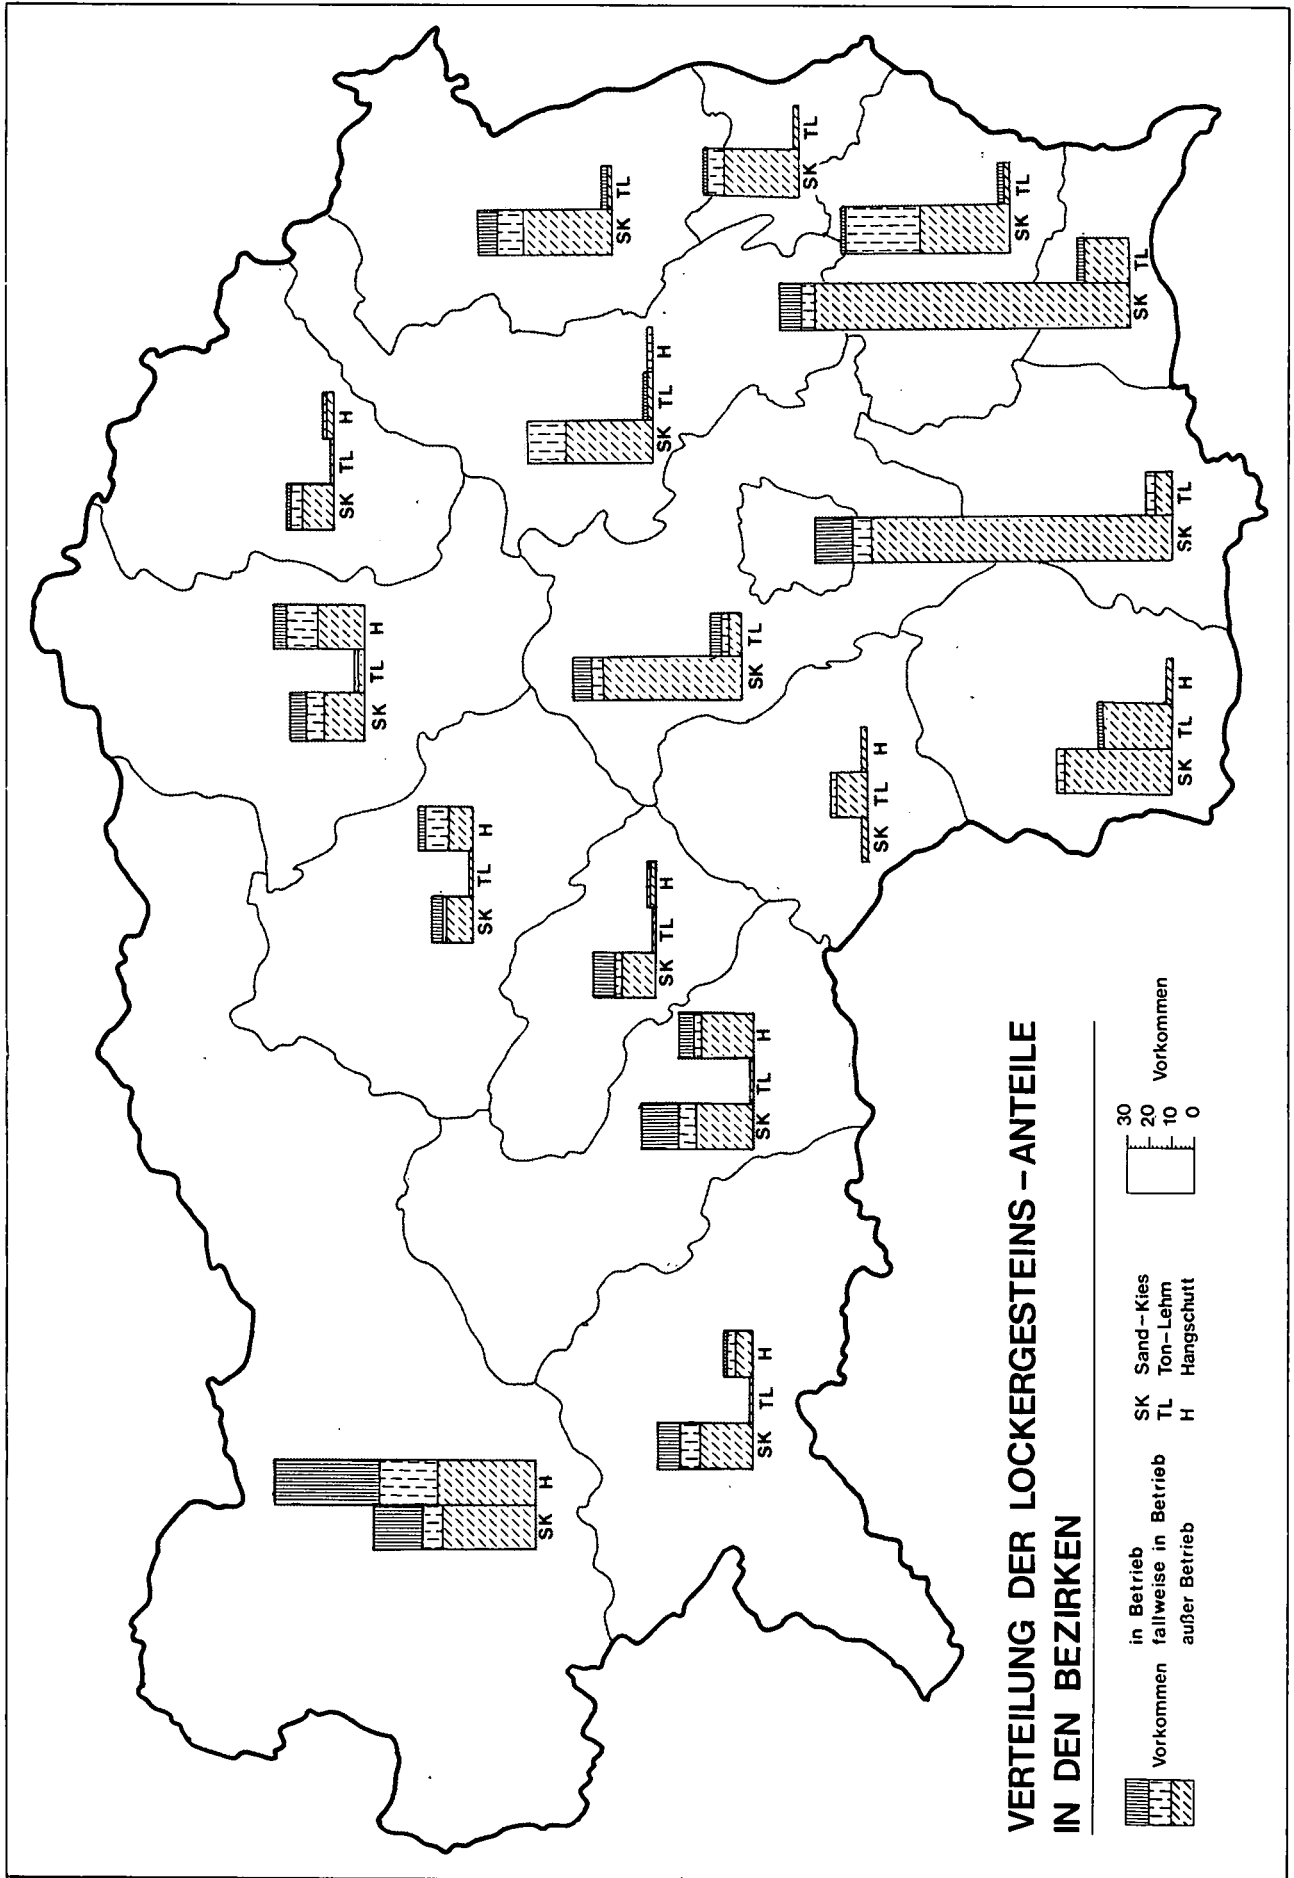 SK TL H
SK TL H
SK TL H
SK H
SK TL
SK TL H
SK TL H
SK TL
SK TL H
SK TL H
SK TL
SK TL H
SK TL
SK TL
SK TL H
SK TL
VERTEILUNG DER LOCKERGESTEINS-ANTEILE
IN DEN BEZIRKEN
Vorkommen
in Betrieb
fallweise in Betrieb
außer Betrieb
SK Sand-Kies
TL Ton-Lehm
H Hangschutt
30
20
10
0
Vorkommen